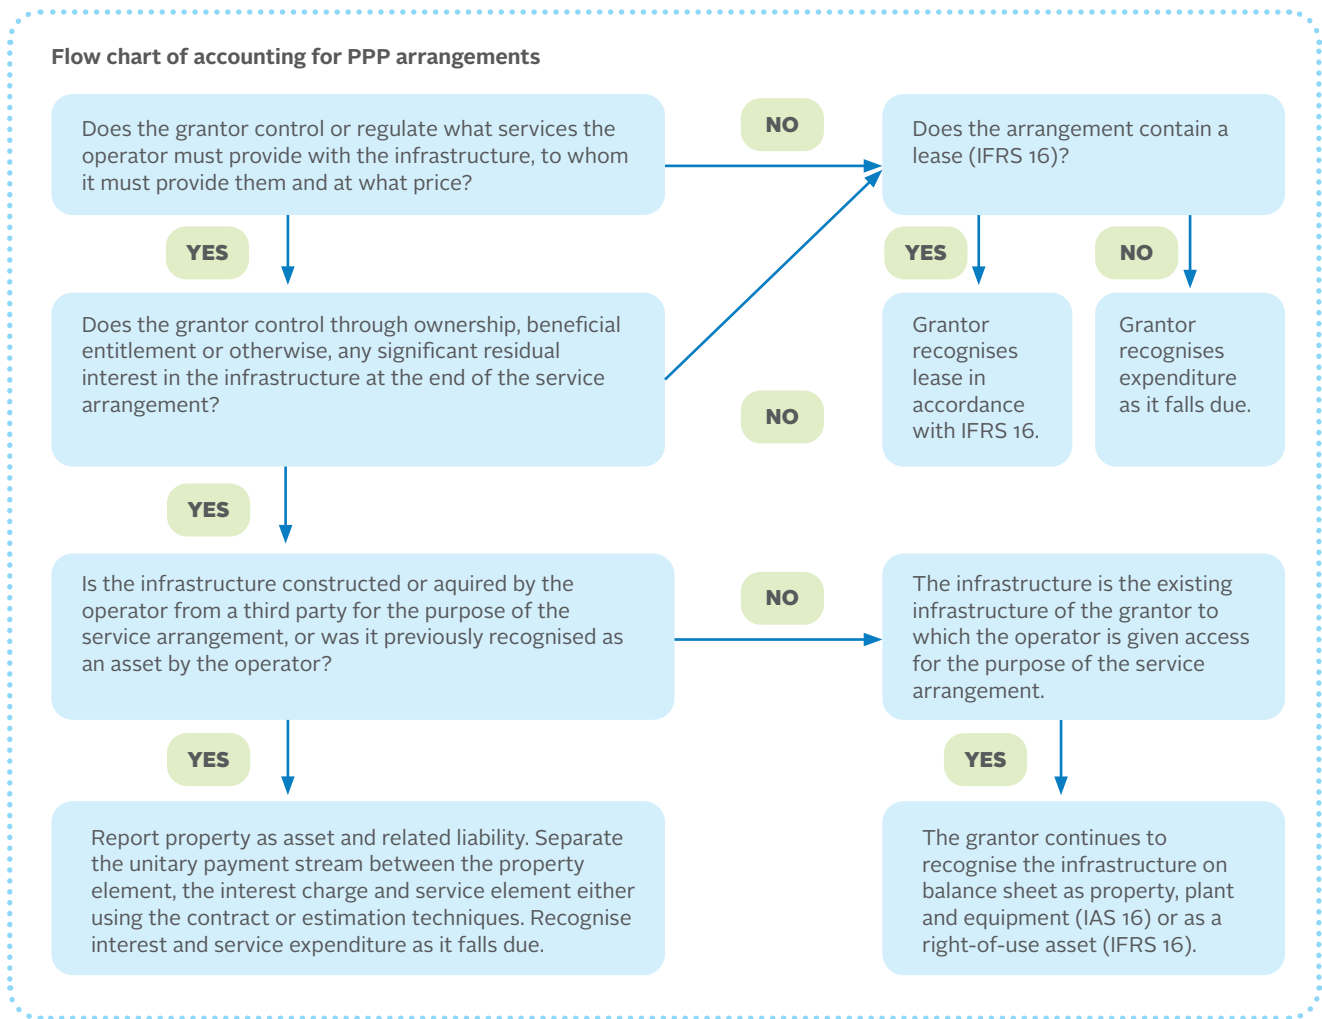 Flow chart of accounting for PPP arrangements
Does the grantor control or regulate what services the
operator must provide with the infrastructure, to whom
it must provide them and at what price?
NO
Does the arrangement contain a
lease (IFRS 16)?
YES
YES
NO
Does the grantor control through ownership, beneficial
entitlement or otherwise, any significant residual
interest in the infrastructure at the end of the service
arrangement?
NO
Grantor
recognises
lease in
accordance
with IFRS 16.
Grantor
recognises
expenditure
as it falls due.
YES
Is the infrastructure constructed or aquired by the
operator from a third party for the purpose of the
service arrangement, or was it previously recognised as
an asset by the operator?
NO
The infrastructure is the existing
infrastructure of the grantor to
which the operator is given access
for the purpose of the service
arrangement.
YES
YES
Report property as asset and related liability. Separate
the unitary payment stream between the property
element, the interest charge and service element either
using the contract or estimation techniques. Recognise
interest and service expenditure as it falls due.
The grantor continues to
recognise the infrastructure on
balance sheet as property, plant
and equipment (IAS 16) or as a
right-of-use asset (IFRS 16).